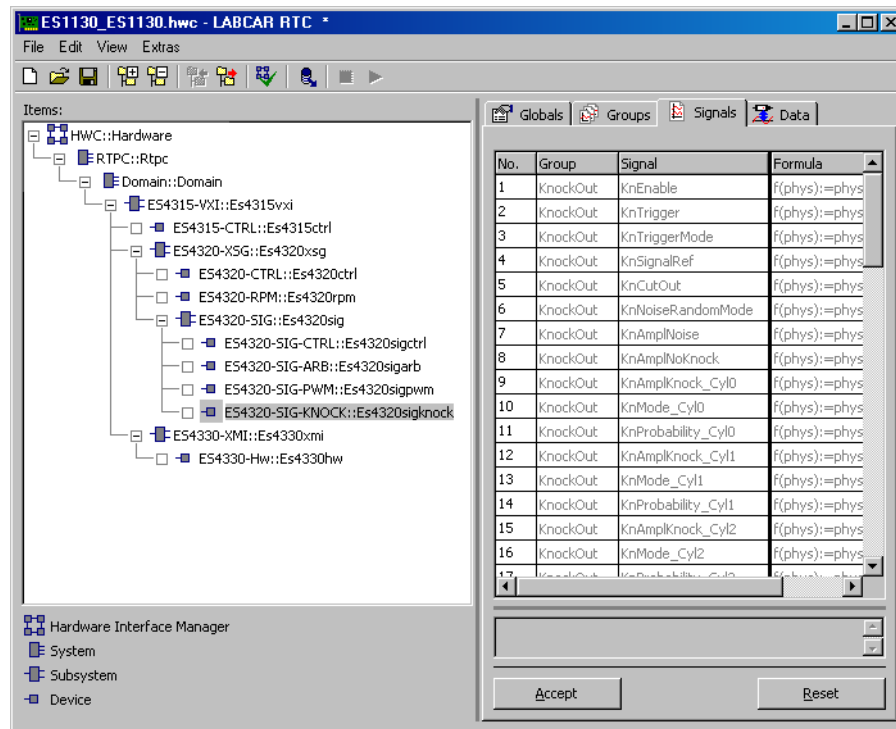 ES1130_ES1130.hwc - LABCAR RTC *
File Edit View Extras
Items:
HWC::Hardware
RTPC::Rtpc
Domain::Domain
ES4315-VXI::Es4315vxi
ES4315-CTRL::Es4315ctrl
ES4320-XSG::Es4320xsg
ES4320-CTRL::Es4320ctrl
ES4320-RPM::Es4320rpm
ES4320-SIG::Es4320sig
ES4320-SIG-CTRL::Es4320sigctrl
ES4320-SIG-ARB::Es4320sigarb
ES4320-SIG-PWM::Es4320sigpwm
ES4320-SIG-KNOCK::Es4320sigknock
ES4330-XMI::Es4330xmi
ES4330-Hw::Es4330hw
Hardware Interface Manager
System
Subsystem
Device
Globals Groups Signals Data
No. Group Signal Formula
1 KnockOut KnEnable f(phys):=phys
2 KnockOut KnTrigger f(phys):=phys
3 KnockOut KnTriggerMode f(phys):=phys
4 KnockOut KnSignalRef f(phys):=phys
5 KnockOut KnCutOut f(phys):=phys
6 KnockOut KnNoiseRandomMode f(phys):=phys
7 KnockOut KnAmplNoise f(phys):=phys
8 KnockOut KnAmplNoKnock f(phys):=phys
9 KnockOut KnAmplKnock_Cyl0 f(phys):=phys
10 KnockOut KnMode_Cyl0 f(phys):=phys
11 KnockOut KnProbability_Cyl0 f(phys):=phys
12 KnockOut KnAmplKnock_Cyl1 f(phys):=phys
13 KnockOut KnMode_Cyl1 f(phys):=phys
14 KnockOut KnProbability_Cyl1 f(phys):=phys
15 KnockOut KnAmplKnock_Cyl2 f(phys):=phys
16 KnockOut KnMode_Cyl2 f(phys):=phys
17 KnockOut KnProbability_Cyl2 f(phys):=phys
Accept Reset